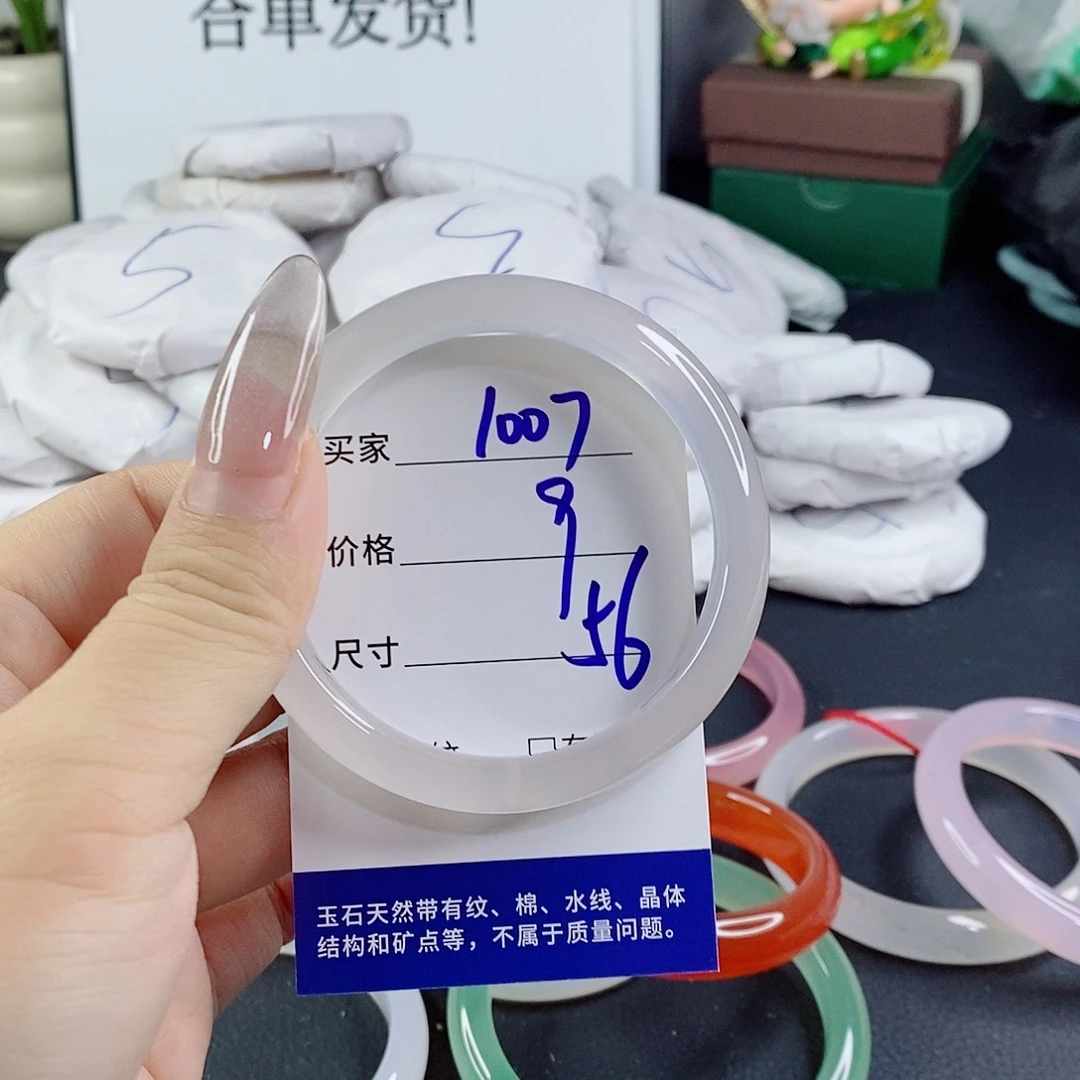 合单发货!
5
5
买家 1007
价格 9
尺寸 56
玉石天然带有纹、棉、水线、晶体
结构和矿点等，不属于质量问题。